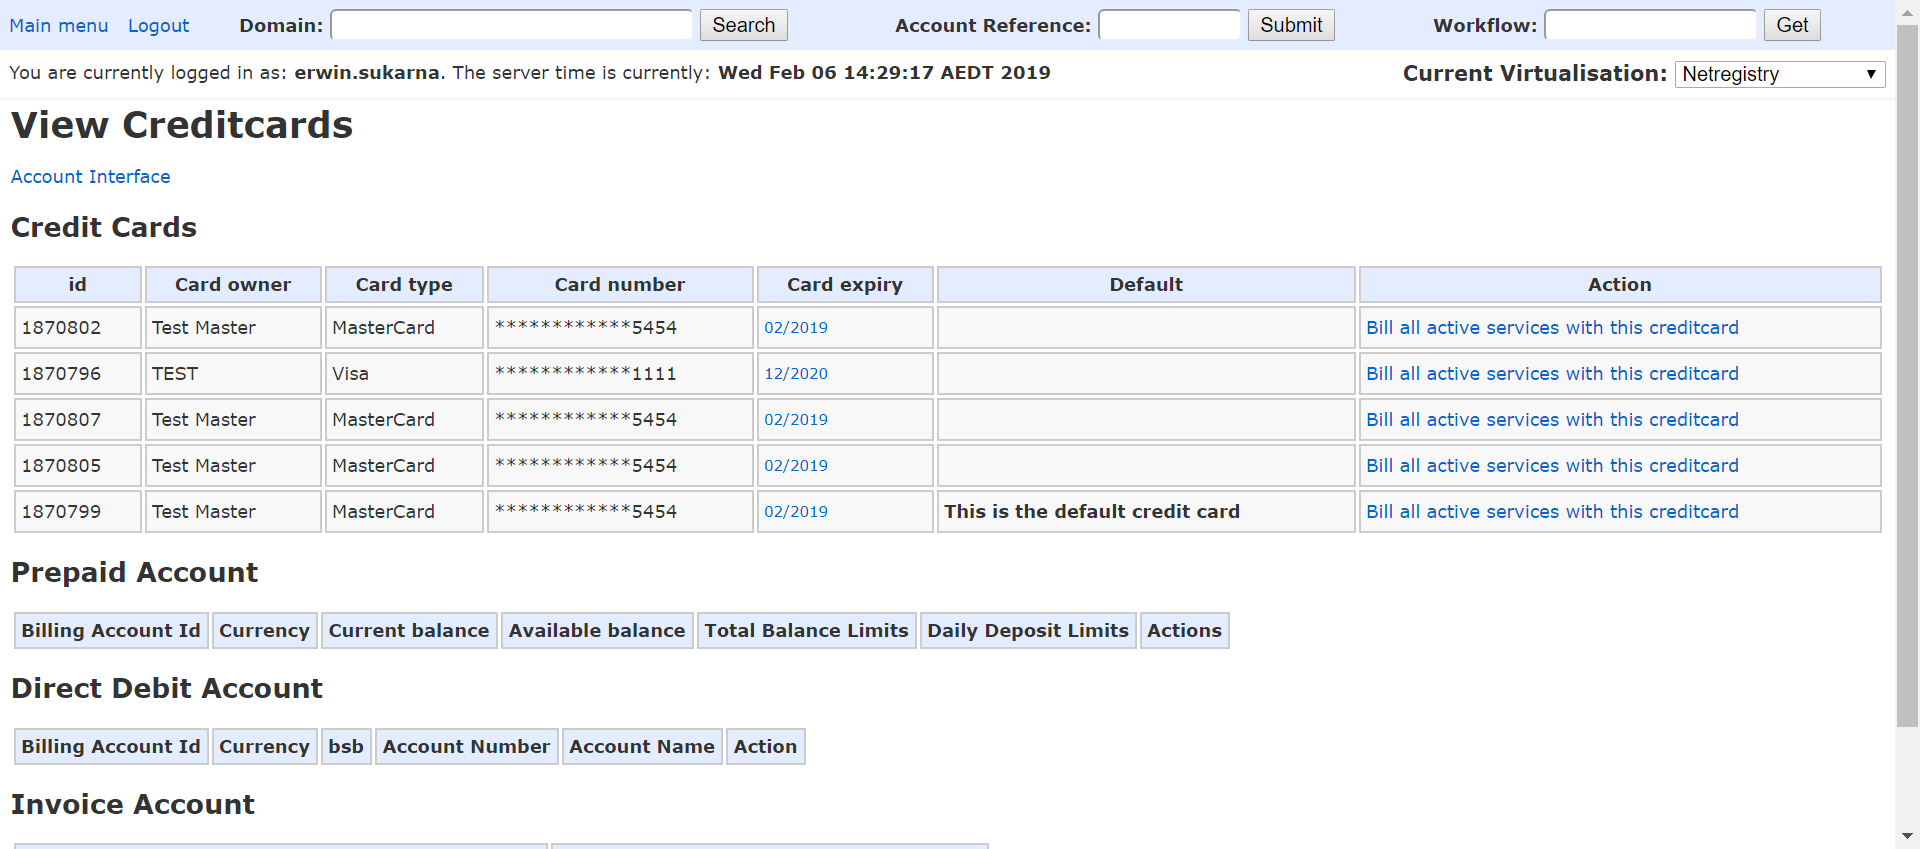 Main menu Logout Domain: Search Account Reference: Submit Workflow: Get
You are currently logged in as: erwin.sukarna. The server time is currently: Wed Feb 06 14:29:17 AEDT 2019 Current Virtualisation: Netregistry
View Creditcards
Account Interface
Credit Cards
id Card owner Card type Card number Card expiry Default Action
1870802 Test Master MasterCard ************5454 02/2019 Bill all active services with this creditcard
1870796 TEST Visa ************1111 12/2020 Bill all active services with this creditcard
1870807 Test Master MasterCard ************5454 02/2019 Bill all active services with this creditcard
1870805 Test Master MasterCard ************5454 02/2019 Bill all active services with this creditcard
1870799 Test Master MasterCard ************5454 02/2019 This is the default credit card Bill all active services with this creditcard
Prepaid Account
Billing Account Id Currency Current balance Available balance Total Balance Limits Daily Deposit Limits Actions
Direct Debit Account
Billing Account Id Currency bsb Account Number Account Name Action
Invoice Account